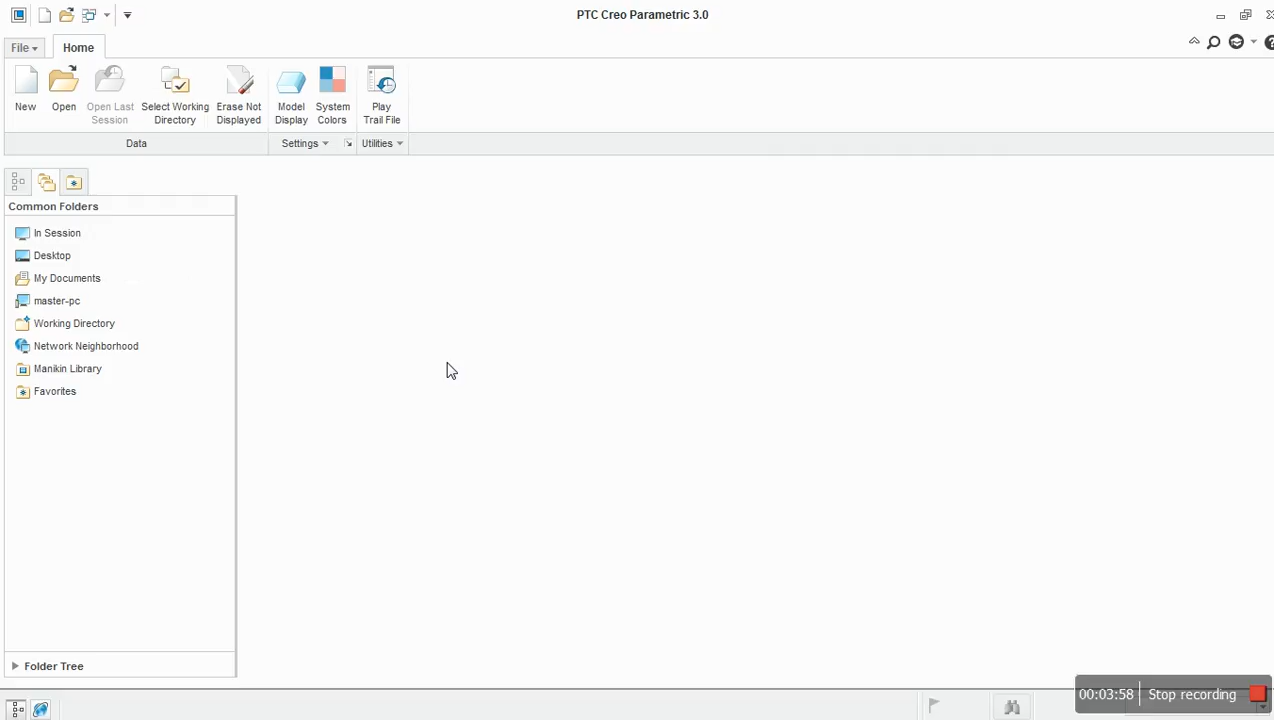 PTC Creo Parametric 3.0
File
Home
New
Open
Open Last
Session
Select Working
Directory
Erase Not
Displayed
Model
Display
System
Colors
Play
Trail File
Data
Settings
Utilities
Common Folders
In Session
Desktop
My Documents
master-pc
Working Directory
Network Neighborhood
Manikin Library
Favorites
Folder Tree
00:03:58 Stop recording